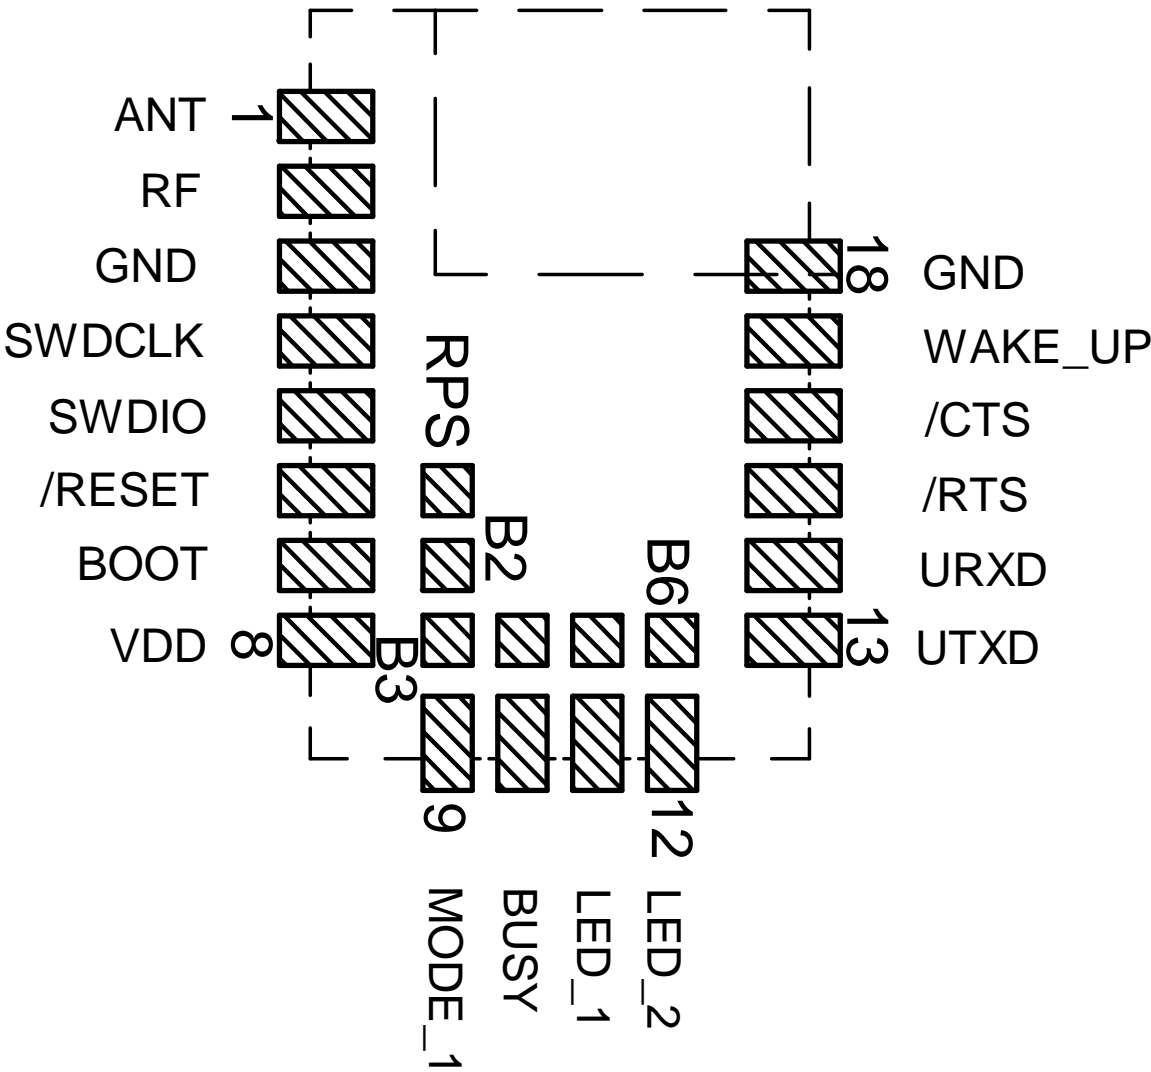 ANT 1
RF
GND
18 GND
SWDCLK
WAKE_UP
RPS
SWDIO
/CTS
/RESET
/RTS
B2
BOOT
B6
URXD
VDD 8
B3
13 UTXD
9
12
MODE_1
BUSY
LED_1
LED_2